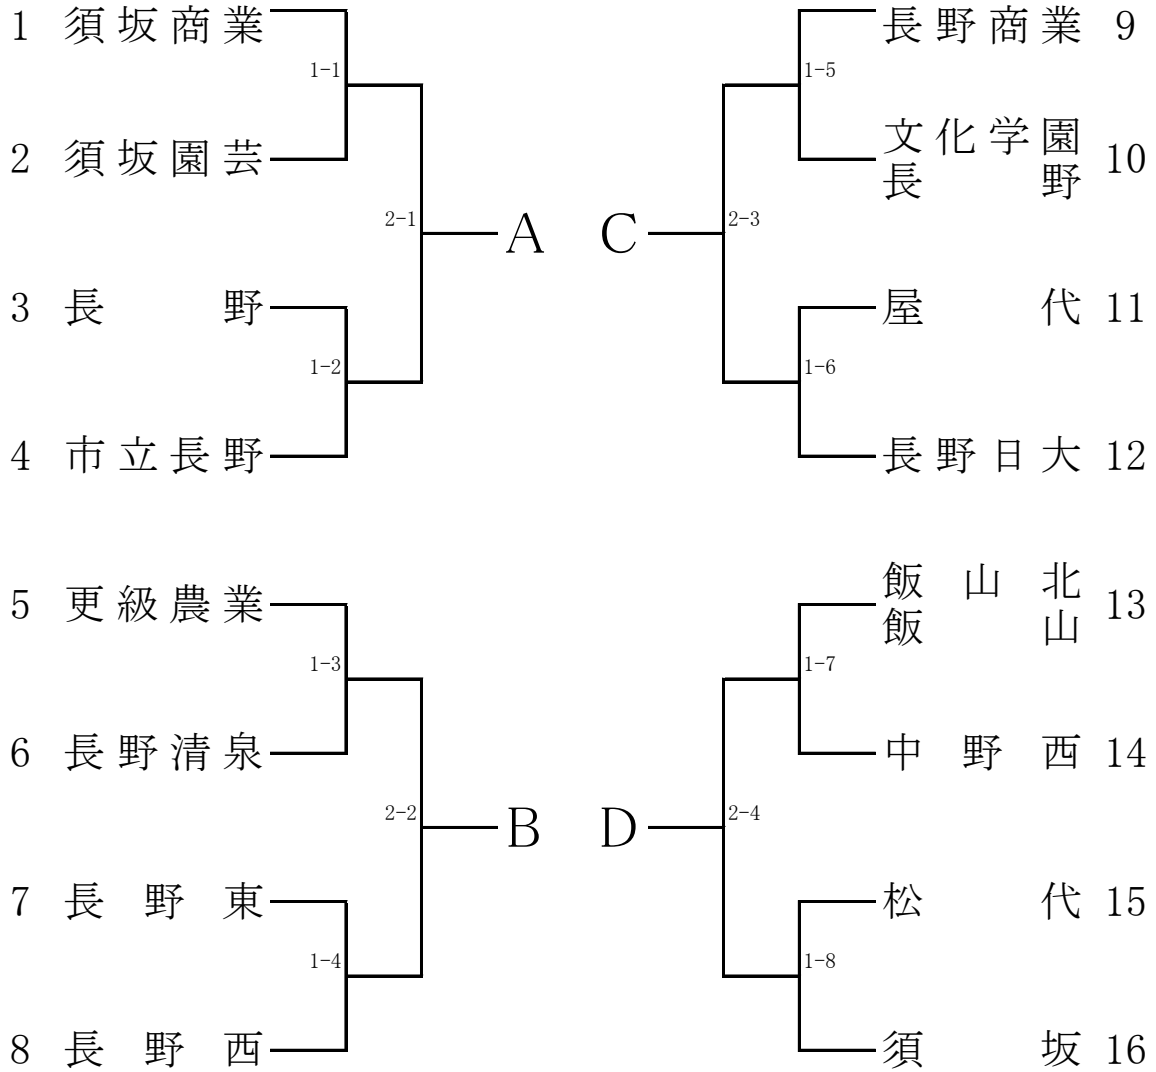 1 須坂商業
1-1
2 須坂園芸
2-1
A
3 長野
1-2
4 市立長野
5 更級農業
1-3
6 長野清泉
2-2
B
7 長野東
1-4
8 長野西
長野商業 9
1-5
文化学園
長野 10
C
2-3
屋代 11
1-6
長野日大 12
飯山北
飯山 13
1-7
中野西 14
D
2-4
松代 15
1-8
須坂 16